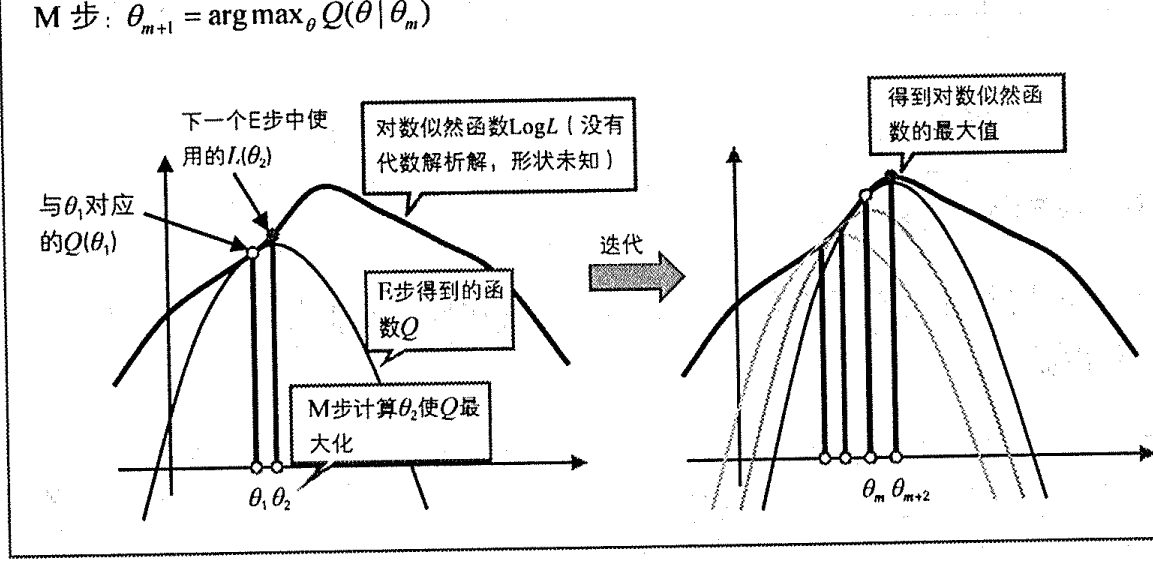 M 步：θₘ₊₁ = arg max_θ Q(θ | θₘ)
下一个E步中使
用的L(θ₂)
对数似然函数LogL（没有
代数解析解，形状未知）
与θ₁对应
的Q(θ₁)
E步得到的函
数Q
M步计算θ₂使Q最
大化
θ₁ θ₂
迭代
得到对数似然函
数的最大值
θₘ θₘ₊₂